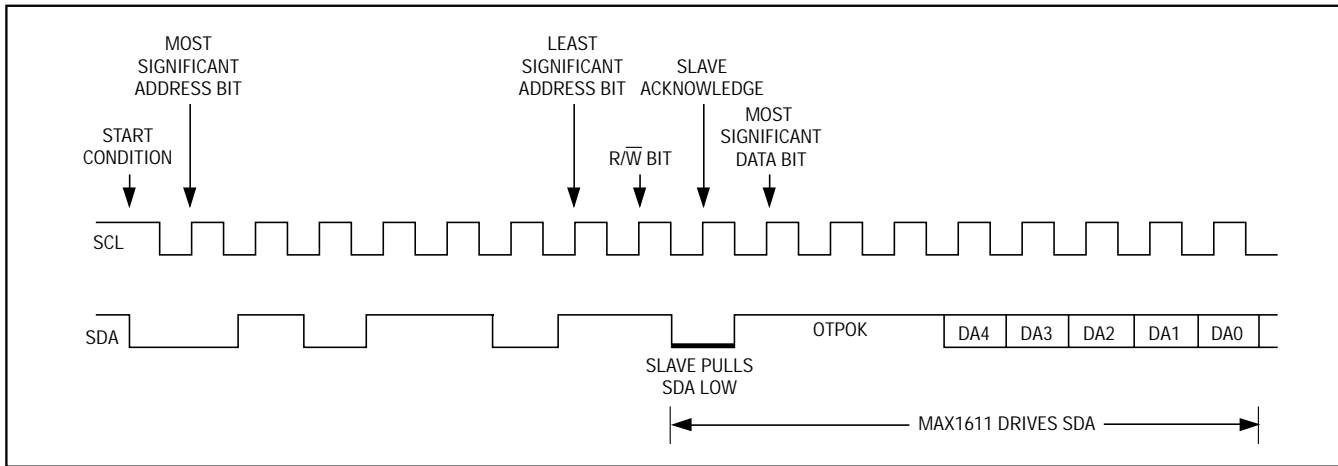 MOST
SIGNIFICANT
ADDRESS BIT
LEAST
SIGNIFICANT
ADDRESS BIT
SLAVE
ACKNOWLEDGE
MOST
SIGNIFICANT
DATA BIT
START
CONDITION
R/W̅ BIT
SCL
SDA
OTPOK
DA4
DA3
DA2
DA1
DA0
SLAVE PULLS
SDA LOW
MAX1611 DRIVES SDA